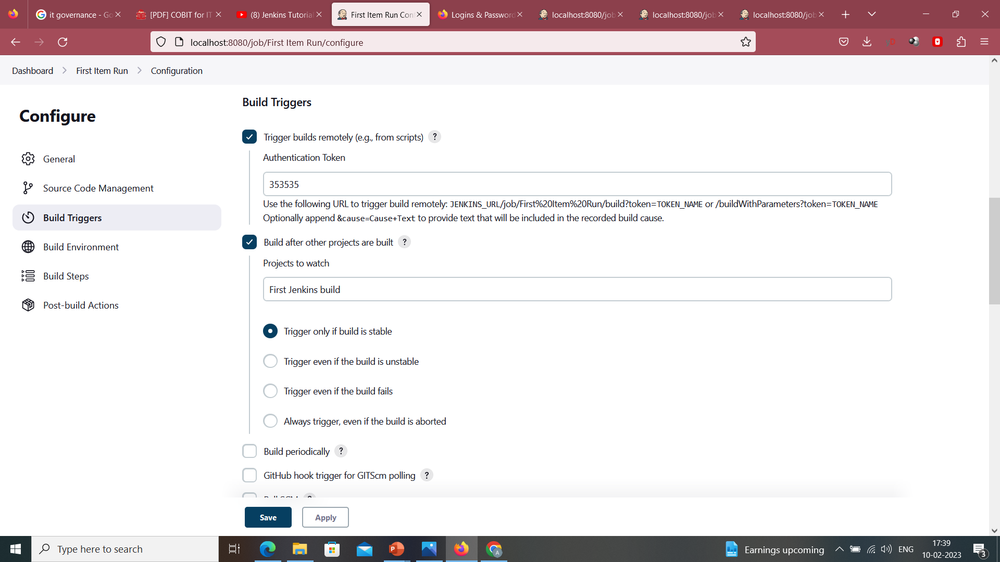 it governance - Go
[PDF] COBIT for IT
(8) Jenkins Tutorial
First Item Run Con
Logins & Password
localhost:8080/job
localhost:8080/job
localhost:8080/job
localhost:8080/job/First Item Run/configure
Dashboard
First Item Run
Configuration
Configure
General
Source Code Management
Build Triggers
Build Environment
Build Steps
Post-build Actions
Build Triggers
Trigger builds remotely (e.g., from scripts) ?
Authentication Token
353535
Use the following URL to trigger build remotely: JENKINS_URL/job/First%20Item%20Run/build?token=TOKEN_NAME or /buildWithParameters?token=TOKEN_NAME
Optionally append &cause=Cause+Text to provide text that will be included in the recorded build cause.
Build after other projects are built ?
Projects to watch
First Jenkins build
Trigger only if build is stable
Trigger even if the build is unstable
Trigger even if the build fails
Always trigger, even if the build is aborted
Build periodically ?
GitHub hook trigger for GITScm polling ?
Save
Apply
Type here to search
Earnings upcoming
ENG
17:39
10-02-2023
3